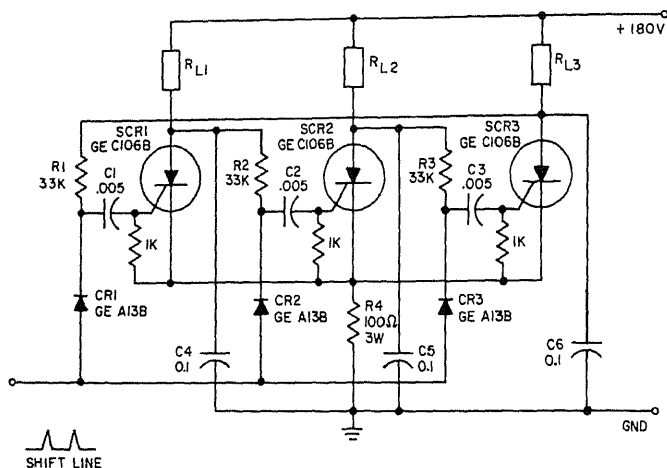 +180V
RL1
RL2
RL3
SCR1
GE C106B
SCR2
GE C106B
SCR3
GE C106B
R1
33K
C1
.005
R2
33K
C2
.005
R3
33K
C3
.005
1K
1K
1K
CR1
GE A13B
CR2
GE A13B
R4
100Ω
3W
CR3
GE A13B
C4
0.1
C5
0.1
C6
0.1
GND
SHIFT LINE